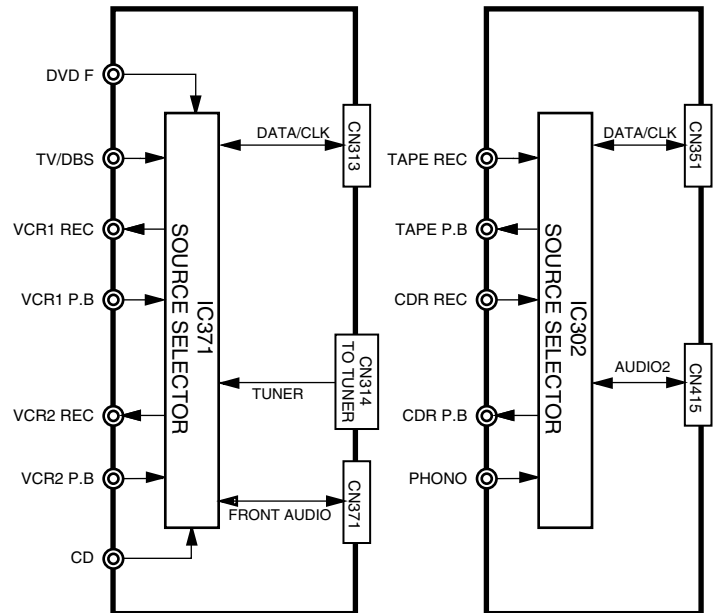 DVD F
TV/DBS
VCR1 REC
VCR1 P.B
VCR2 REC
VCR2 P.B
CD
IC371
SOURCE SELECTOR
DATA/CLK
CN313
TUNER
CN314
TO TUNER
FRONT AUDIO
CN371
TAPE REC
TAPE P.B
CDR REC
CDR P.B
PHONO
IC302
SOURCE SELECTOR
DATA/CLK
CN351
AUDIO2
CN415